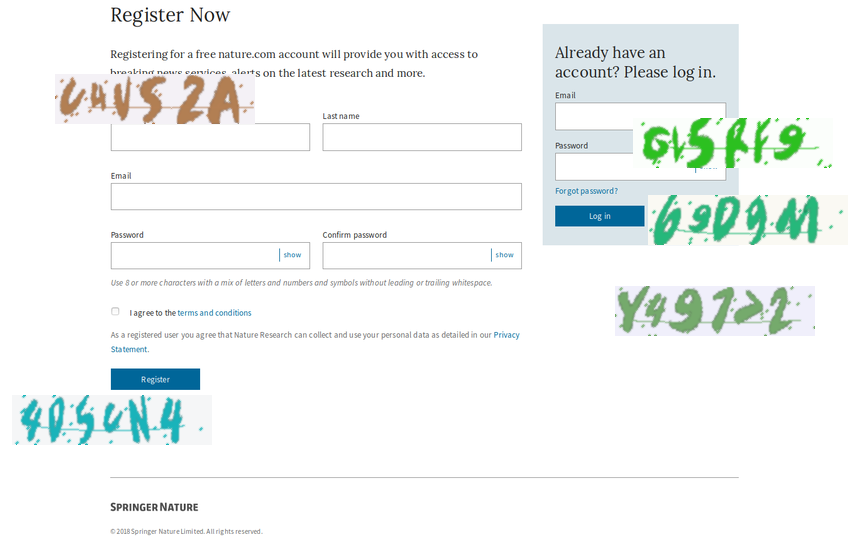 Register Now
Registering for a free nature.com account will provide you with access to
breaking news services, alerts on the latest research and more.
Last name
Email
Password
show
Confirm password
show
Use 8 or more characters with a mix of letters and numbers and symbols without leading or trailing whitespace.
I agree to the terms and conditions
As a registered user you agree that Nature Research can collect and use your personal data as detailed in our Privacy
Statement.
Register
Already have an
account? Please log in.
Email
Password
Forgot password?
Log in
SPRINGER NATURE
© 2018 Springer Nature Limited. All rights reserved.